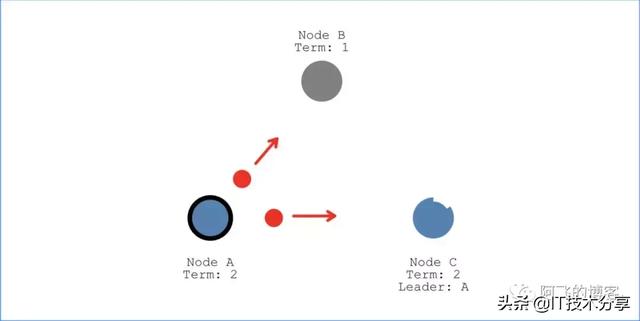 Node B
Term: 1
Node A
Term: 2
Node C
Term: 2
Leader: A
阿飞的博客
头条@IT技术分享